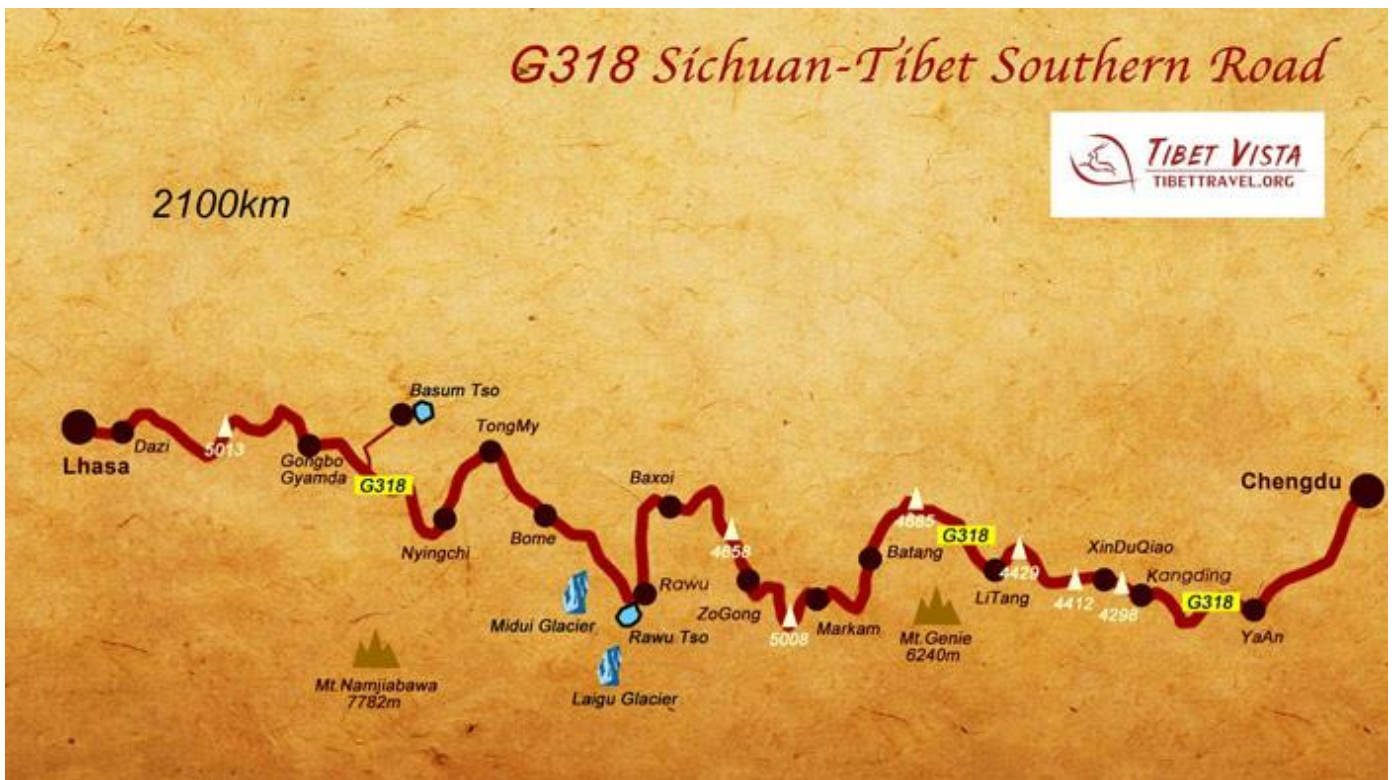 G318 Sichuan-Tibet Southern Road
TIBET VISTA
TIBETTRAVEL.ORG
2100km
Basum Tso
TongMy
Dazi
5013
Lhasa
Gongbo
Gyamda
G318
Nyingchi
Bome
Baxoi
4658
Rawu
ZoGong
Midui Glacier
Rawu Tso
5008
Markam
Laigu Glacier
Mt.Namjiabawa
7782m
4685
G318
Batang
LiTang
4429
Mt.Genie
6240m
4412
XinDuQiao
4298
Kangding
G318
YaAn
Chengdu